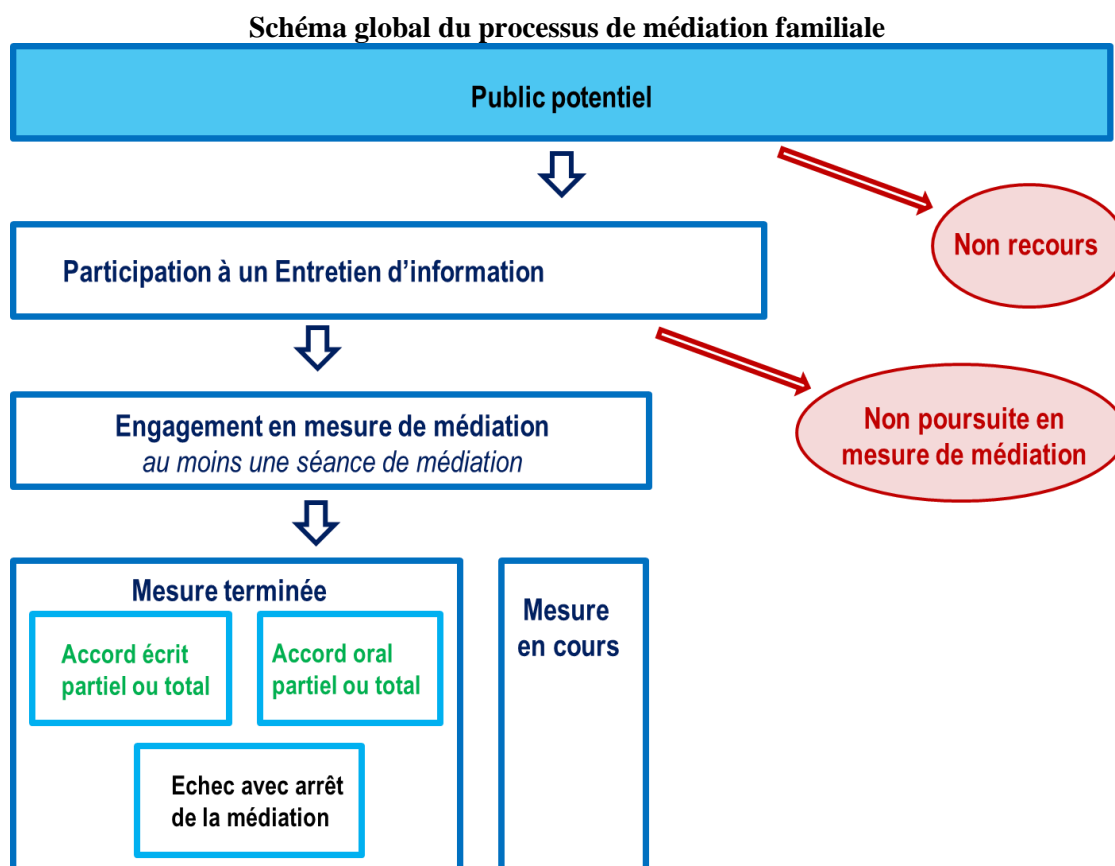 Schéma global du processus de médiation familiale
Public potentiel
Non recours
Participation à un Entretien d’information
Engagement en mesure de médiation
au moins une séance de médiation
Non poursuite en
mesure de médiation
Mesure terminée
Accord écrit
partiel ou total
Accord oral
partiel ou total
Echec avec arrêt
de la médiation
Mesure
en cours